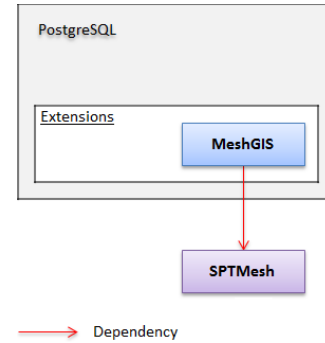 PostgreSQL
Extensions
MeshGIS
SPTMesh
Dependency